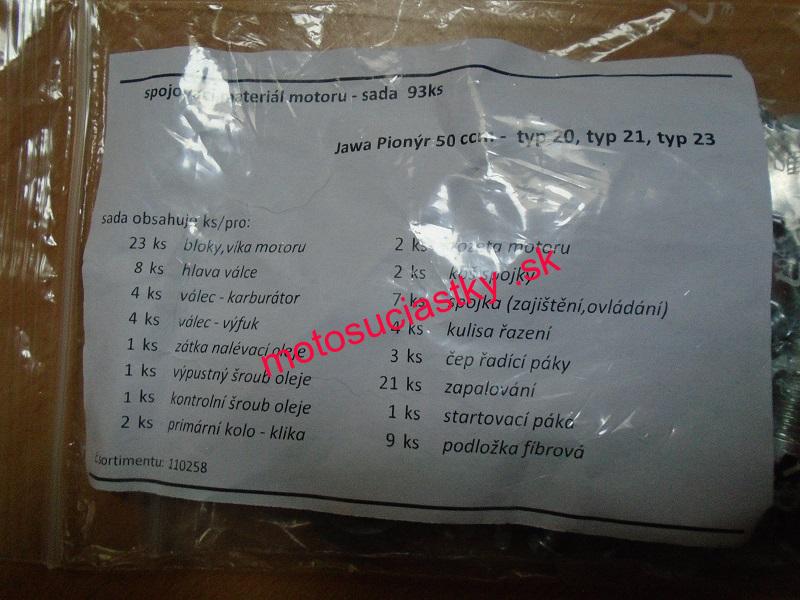 spojovací materiál motoru - sada 93ks
Jawa Pionýr 50 ccm - typ 20, typ 21, typ 23
sada obsahuje ks/pro:
23 ks bloky,víka motoru
8 ks hlava válce
4 ks válec - karburátor
4 ks válec - výfuk
1 ks zátka nalévací oleje
1 ks výpustný šroub oleje
1 ks kontrolní šroub oleje
2 ks primární kolo - klika
2 ks rozeta motoru
2 ks koš spojky
7 ks spojka (zajištění,ovládání)
4 ks kulisa řazení
3 ks čep řadící páky
21 ks zapalování
1 ks startovací páka
9 ks podložka fíbrová
č.sortimentu: 110258
motosuciastky.sk